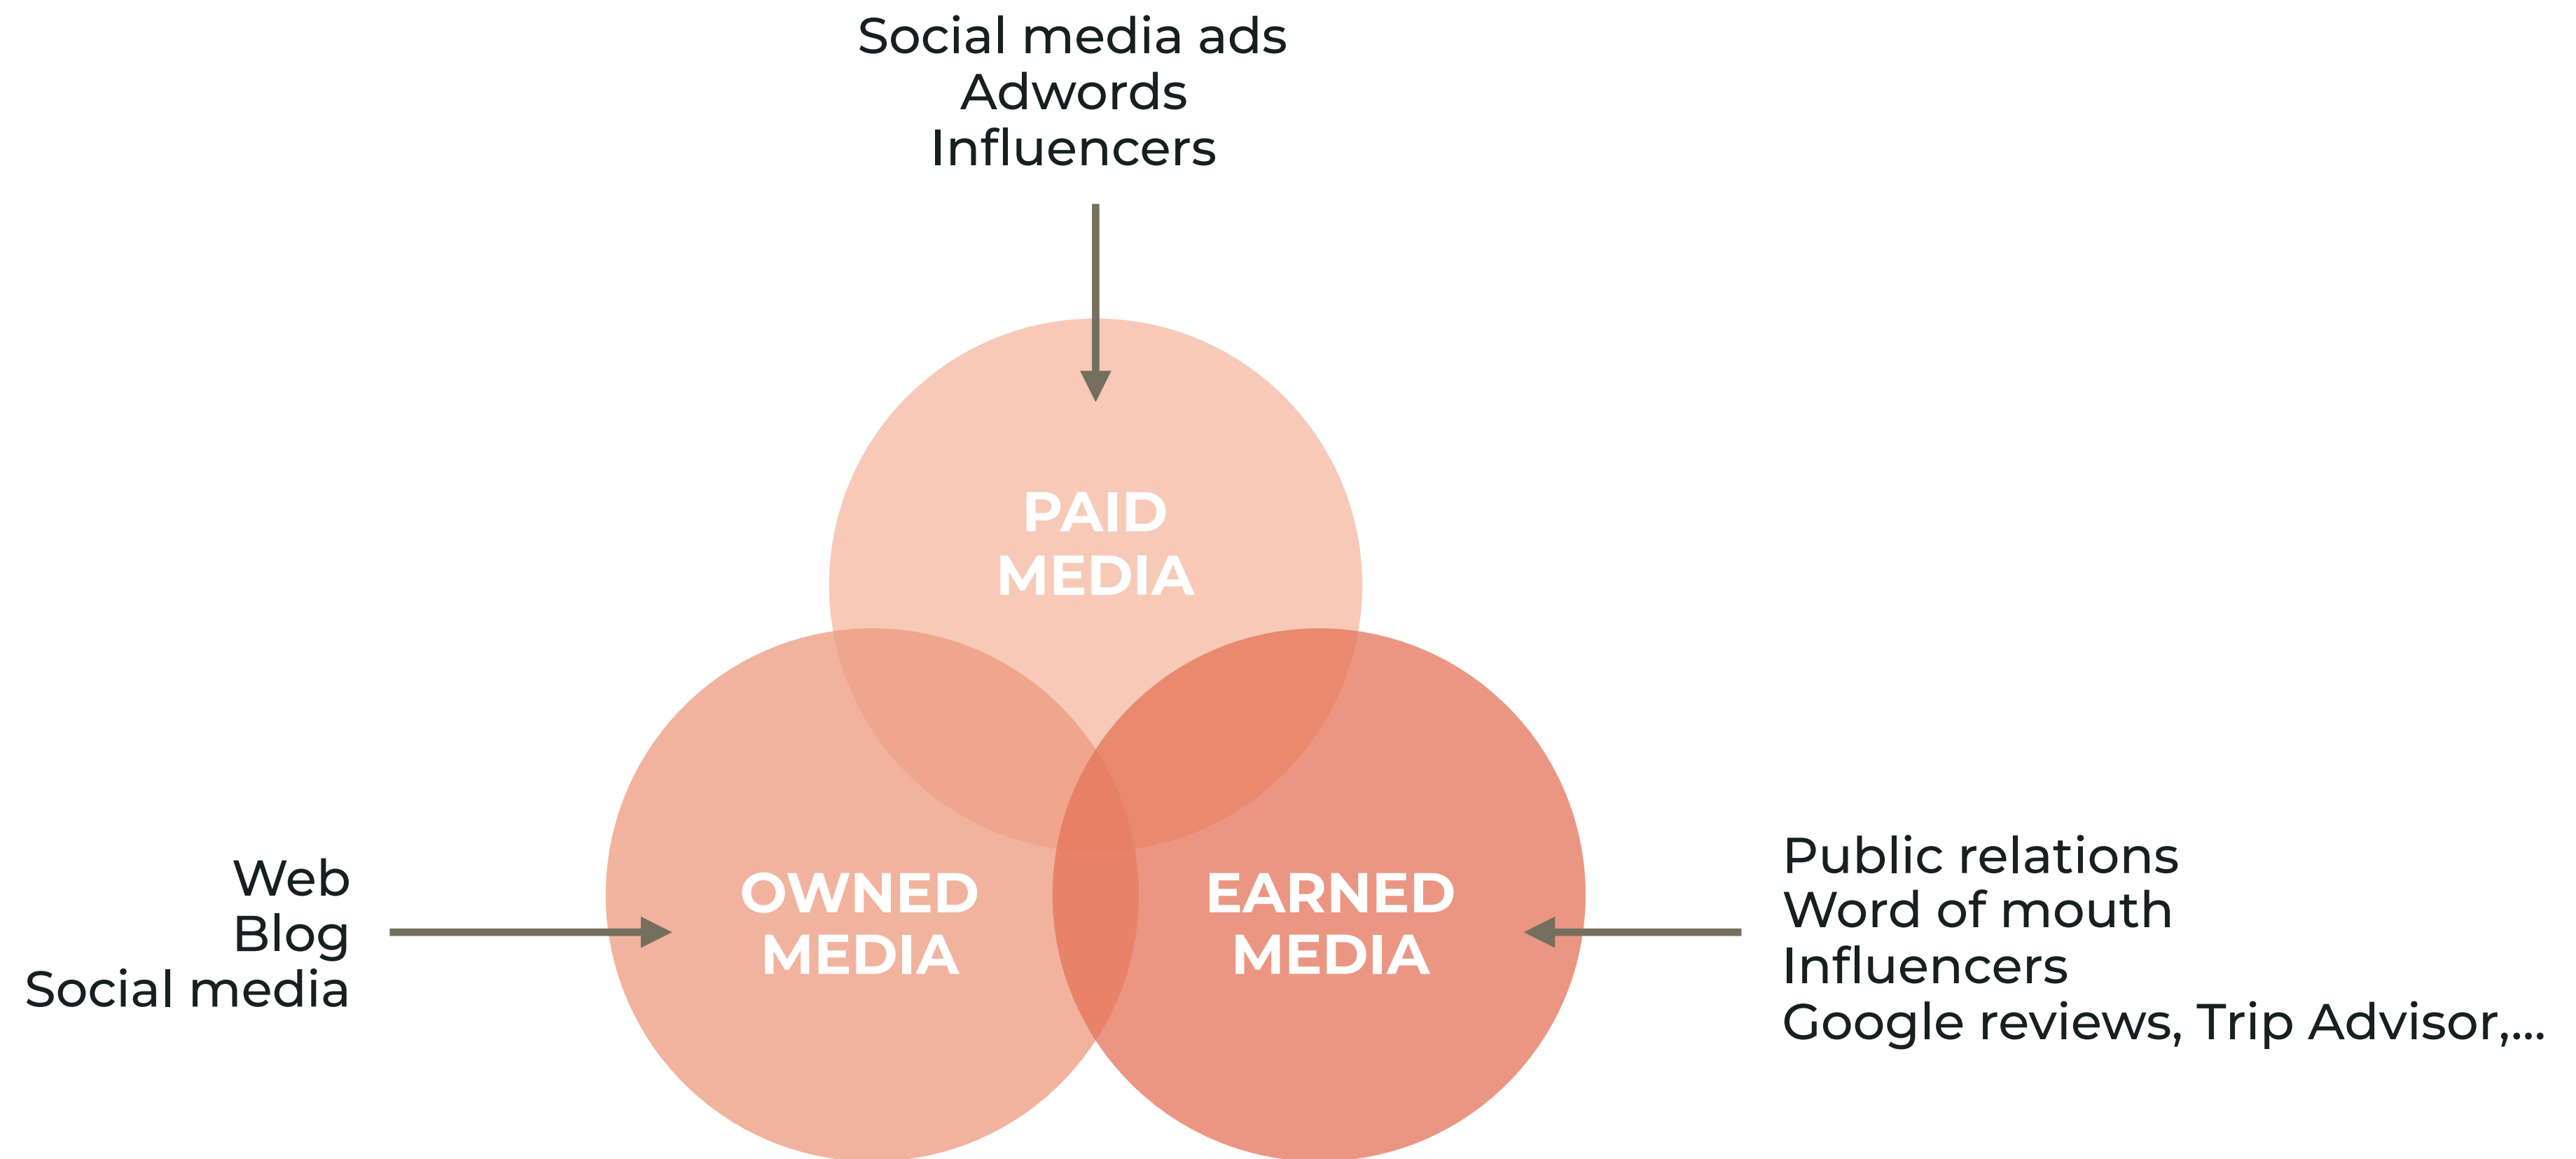 Social media ads
Adwords
Influencers
PAID
MEDIA
OWNED
MEDIA
EARNED
MEDIA
Web
Blog
Social media
Public relations
Word of mouth
Influencers
Google reviews, Trip Advisor,...